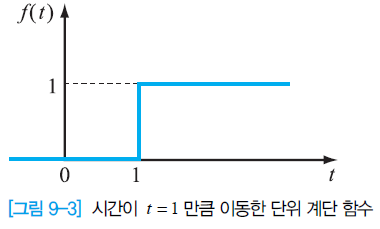 f(t)
1
0 1 t
[그림 9-3] 시간이 t = 1 만큼 이동한 단위 계단 함수